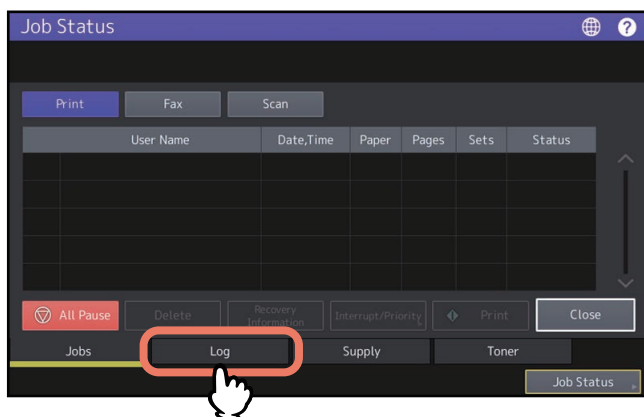 Job Status
Print Fax Scan
User Name Date,Time Paper Pages Sets Status
All Pause Delete Recovery Information Interrupt/Priority Print Close
Jobs Log Supply Toner
Job Status